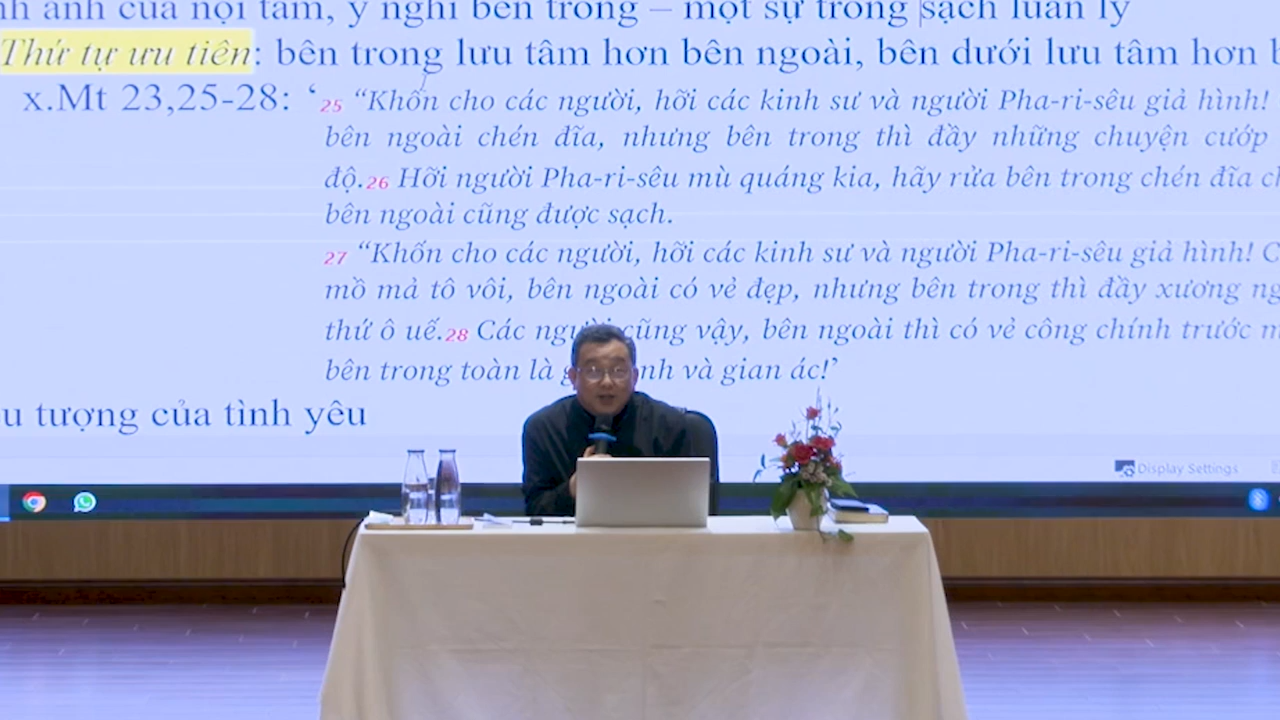 ảnh của nội tâm, ý nghĩ bên trong – một sự trong sạch luân lý
Thứ tự ưu tiên: bên trong lưu tâm hơn bên ngoài, bên dưới lưu tâm hơn
x.Mt 23,25-28: ‘25 “Khốn cho các người, hỡi các kinh sư và người Pha-ri-sêu giả hình!
bên ngoài chén đĩa, nhưng bên trong thì đầy những chuyện cướp
độ.26 Hỡi người Pha-ri-sêu mù quáng kia, hãy rửa bên trong chén đĩa
bên ngoài cũng được sạch.
27 “Khốn cho các người, hỡi các kinh sư và người Pha-ri-sêu giả hình!
mồ mả tô vôi, bên ngoài có vẻ đẹp, nhưng bên trong thì đầy xương
thứ ô uế.28 Các người cũng vậy, bên ngoài thì có vẻ công chính trước
bên trong toàn là và gian ác!’
tượng của tình yêu
Display Settings